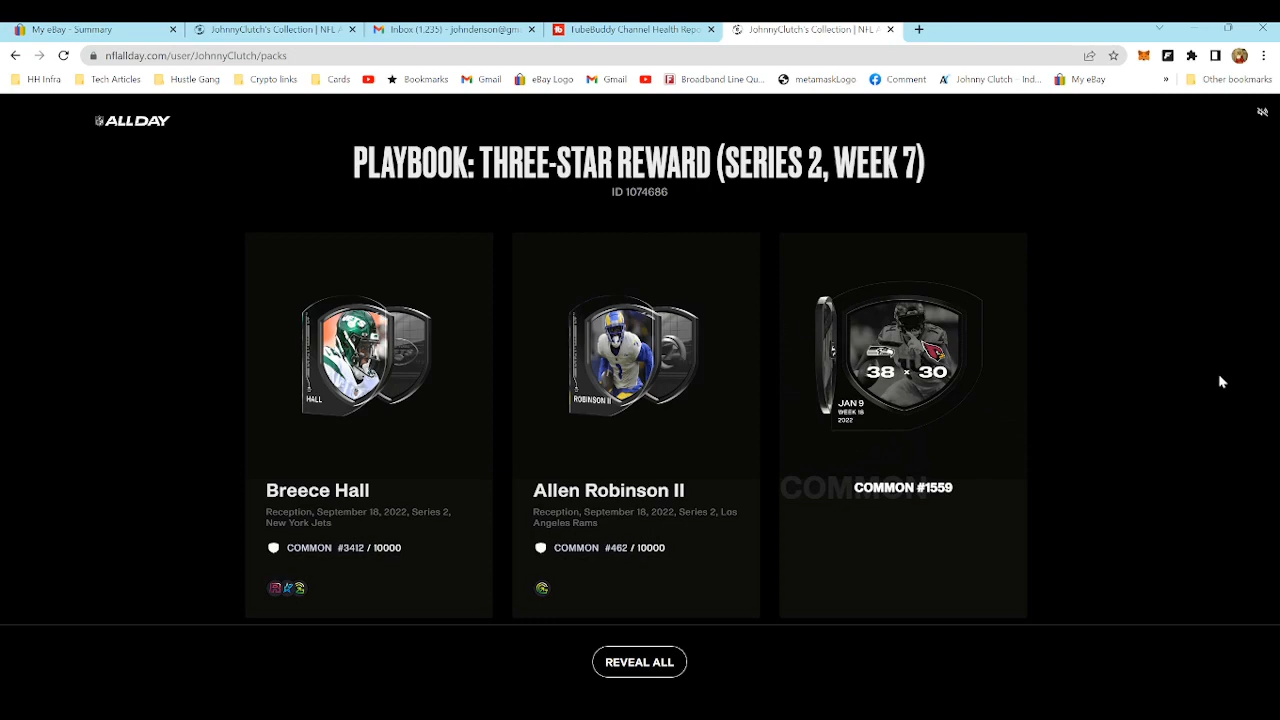 My eBay - Summary
JohnnyClutch's Collection | NFL A
Inbox (1,235) - johndenson@gm
TubeBuddy Channel Health Repo
JohnnyClutch's Collection | NFL A
nflallday.com/user/JohnnyClutch/packs
HH Infra
Tech Articles
Hustle Gang
Crypto links
Cards
Bookmarks
Gmail
eBay Logo
Gmail
Broadband Line Qu...
metamaskLogo
Comment
Johnny Clutch – Ind...
My eBay
»
Other bookmarks
ALL DAY
PLAYBOOK: THREE-STAR REWARD (SERIES 2, WEEK 7)
ID 1074686
HALL
Breece Hall
Reception, September 18, 2022, Series 2,
New York Jets
COMMON #3412 / 10000
ROBINSON II
Allen Robinson II
Reception, September 18, 2022, Series 2, Los
Angeles Rams
COMMON #462 / 10000
38 x 30
JAN 9
WEEK 18
2022
COMMON
COMMON #1559
REVEAL ALL